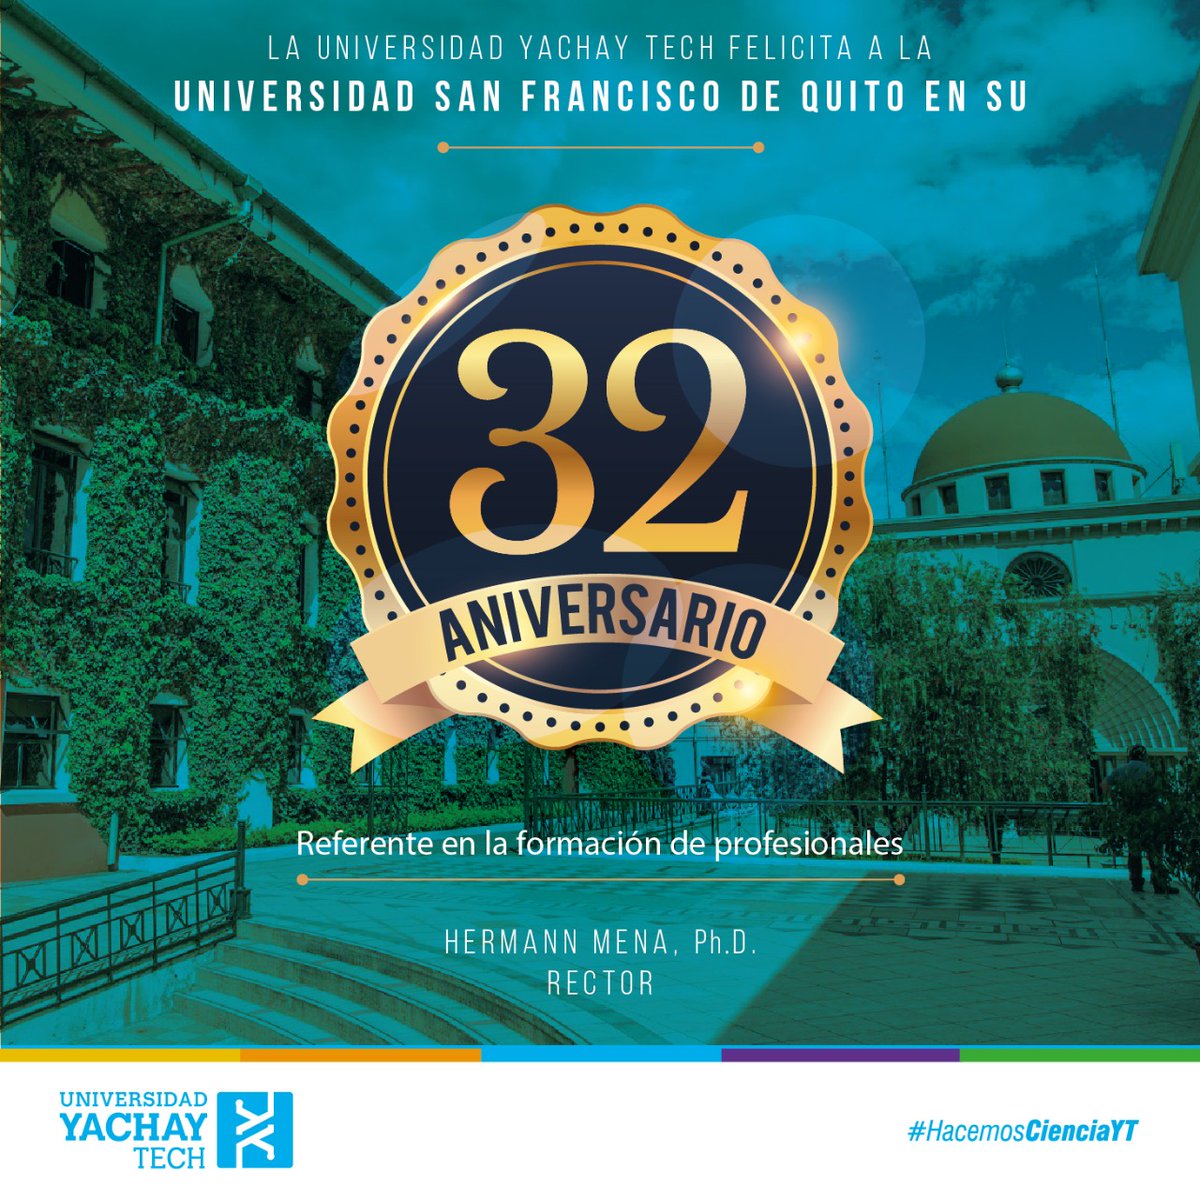 LA UNIVERSIDAD YACHAY TECH FELICITA A LA
UNIVERSIDAD SAN FRANCISCO DE QUITO EN SU
32
ANIVERSARIO
Referente en la formación de profesionales
HERMANN MENA, Ph.D.
RECTOR
UNIVERSIDAD
YACHAY
TECH
#HacemosCienciaYT